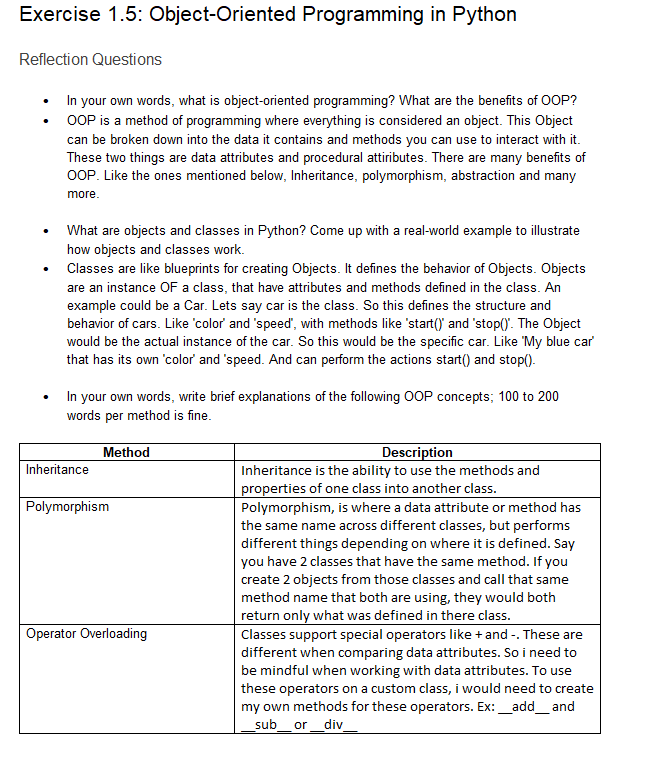 Exercise 1.5: Object-Oriented Programming in Python
Reflection Questions
• In your own words, what is object-oriented programming? What are the benefits of OOP?
• OOP is a method of programming where everything is considered an object. This Object
can be broken down into the data it contains and methods you can use to interact with it.
These two things are data attributes and procedural attiributes. There are many benefits of
OOP. Like the ones mentioned below, Inheritance, polymorphism, abstraction and many
more.
• What are objects and classes in Python? Come up with a real-world example to illustrate
how objects and classes work.
• Classes are like blueprints for creating Objects. It defines the behavior of Objects. Objects
are an instance OF a class, that have attributes and methods defined in the class. An
example could be a Car. Lets say car is the class. So this defines the structure and
behavior of cars. Like 'color' and 'speed', with methods like 'start()' and 'stop()'. The Object
would be the actual instance of the car. So this would be the specific car. Like 'My blue car'
that has its own 'color' and 'speed. And can perform the actions start() and stop().
• In your own words, write brief explanations of the following OOP concepts; 100 to 200
words per method is fine.
Method Description
Inheritance Inheritance is the ability to use the methods and
properties of one class into another class.
Polymorphism Polymorphism, is where a data attribute or method has
the same name across different classes, but performs
different things depending on where it is defined. Say
you have 2 classes that have the same method. If you
create 2 objects from those classes and call that same
method name that both are using, they would both
return only what was defined in there class.
Operator Overloading Classes support special operators like + and -. These are
different when comparing data attributes. So i need to
be mindful when working with data attributes. To use
these operators on a custom class, i would need to create
my own methods for these operators. Ex: __add__ and
__sub__ or __div__